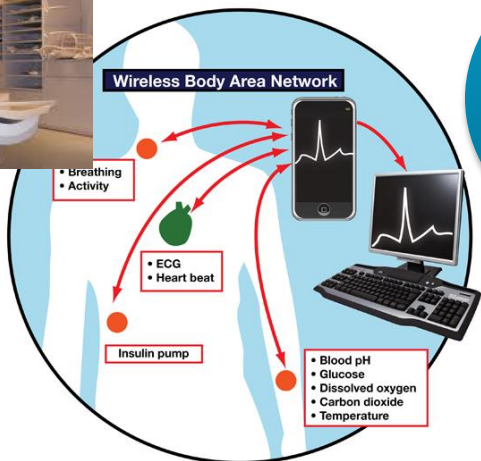 Wireless Body Area Network
• Breathing
• Activity
• ECG
• Heart beat
Insulin pump
• Blood pH
• Glucose
• Dissolved oxygen
• Carbon dioxide
• Temperature